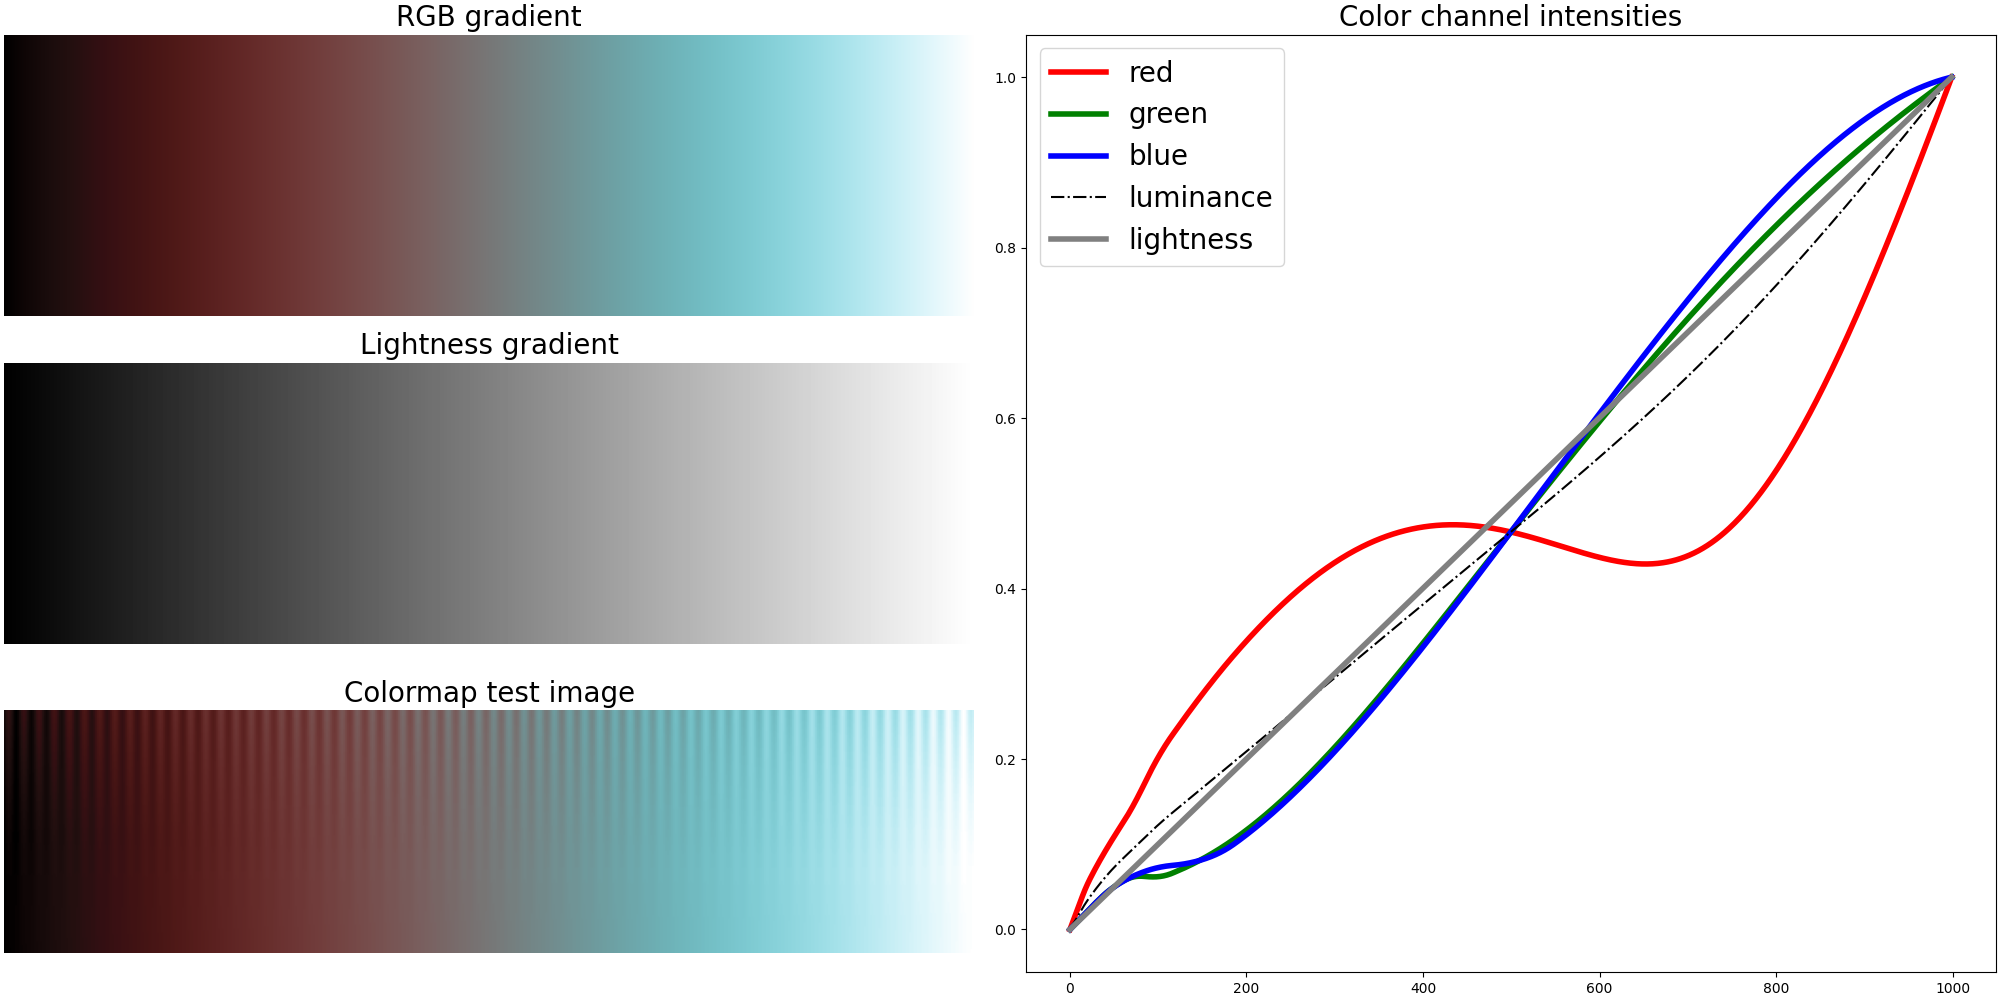 RGB gradient
Lightness gradient
Colormap test image
Color channel intensities
red
green
blue
luminance
lightness
1.0
0.8
0.6
0.4
0.2
0.0
0 200 400 600 800 1000